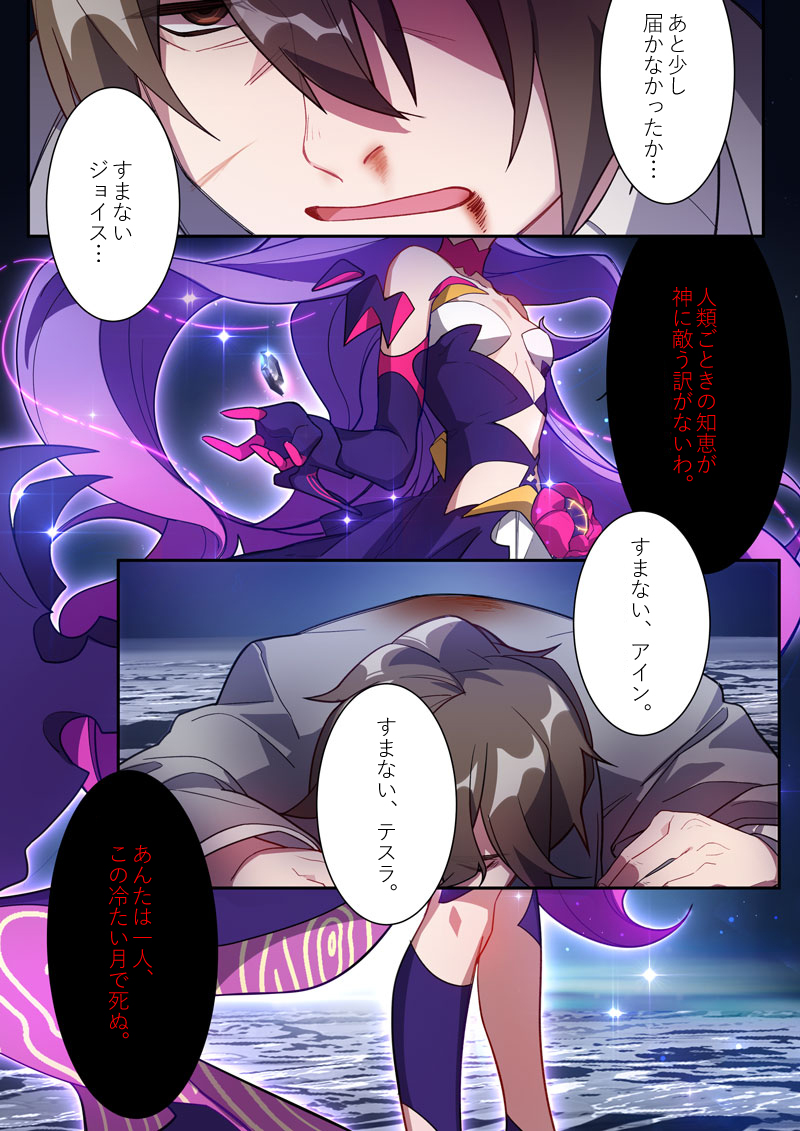 あと少し
届かなかったか…
すまない
ジョイス…
人類ごときの知恵が
神に敵う訳がないわ。
すまない、アイン。
すまない、テスラ。
あんたは一人、
この冷たい月で死ぬ。